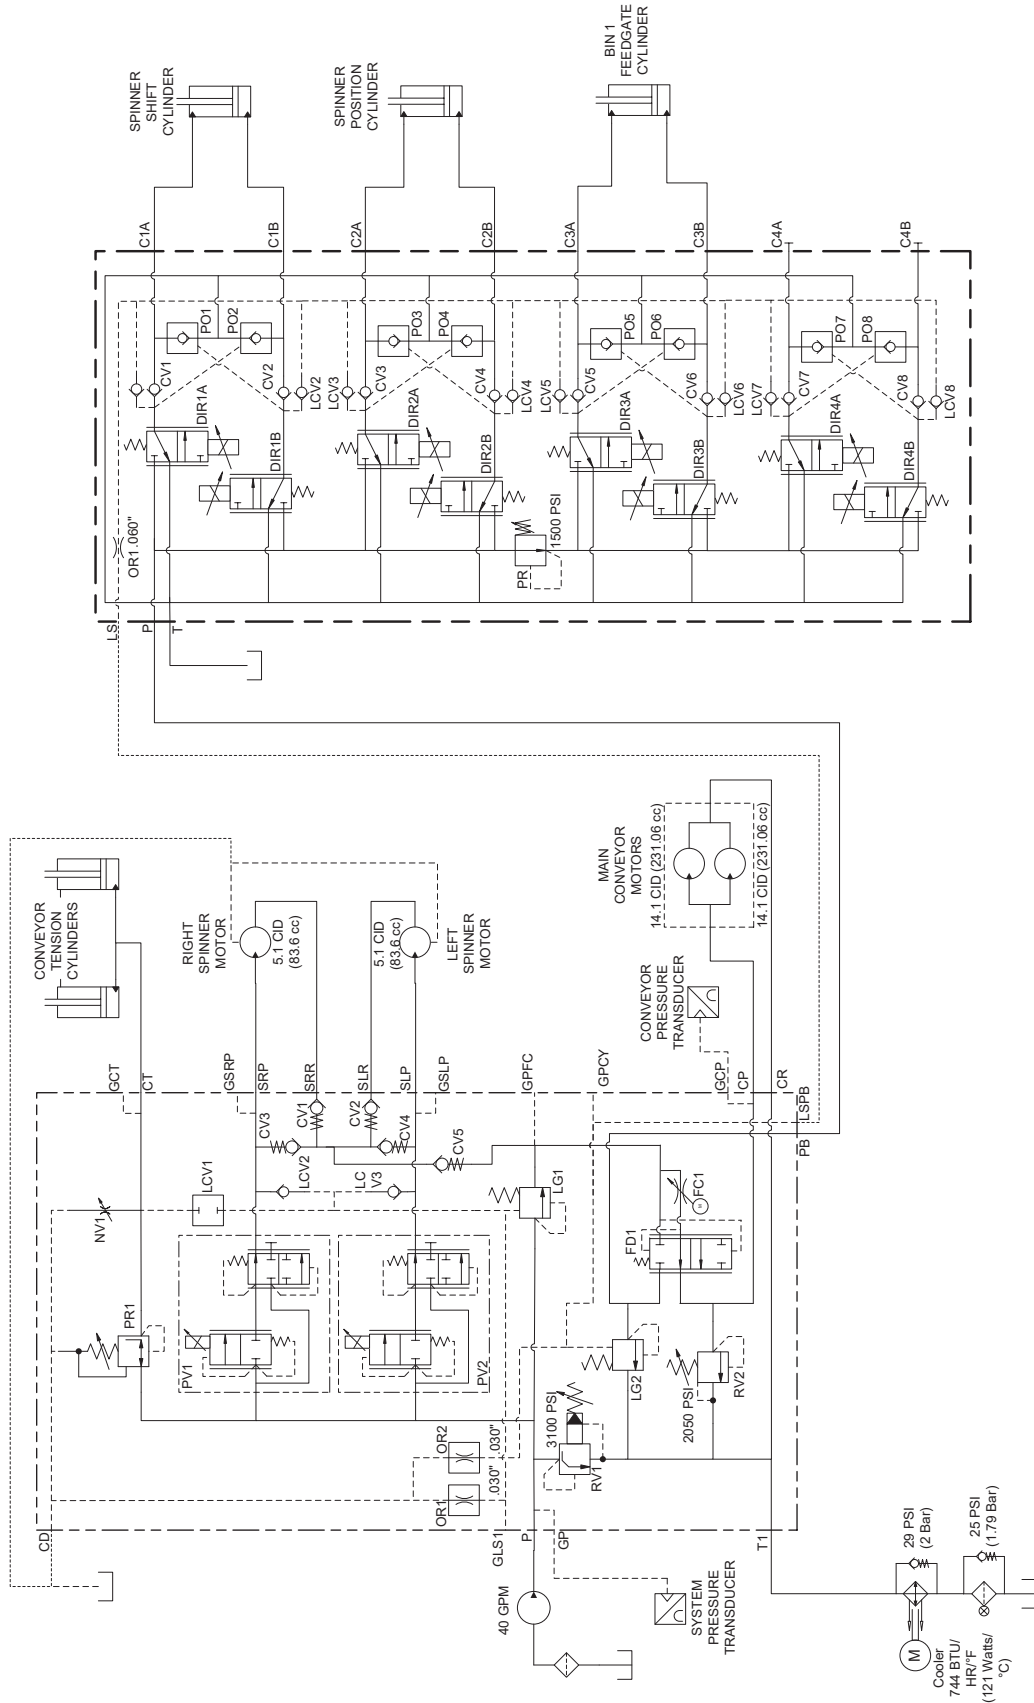 SPINNER
SHIFT
CYLINDER
SPINNER
POSITION
CYLINDER
BIN 1
FEEDGATE
CYLINDER
C1A
C1B
C2A
C2B
C3A
C3B
C4A
C4B
PO1
PO2
PO3
PO4
PO5
PO6
PO7
PO8
CV1
CV2
LCV2
LCV3
CV3
CV4
LCV4
LCV5
CV5
CV6
LCV6
LCV7
CV7
CV8
LCV8
DIR1A
DIR1B
DIR2A
DIR2B
DIR3A
DIR3B
DIR4A
DIR4B
OR1.060"
PR
1500 PSI
LS
P
T
CONVEYOR
TENSION
CYLINDERS
RIGHT
SPINNER
MOTOR
5.1 CID
(83.6 cc)
5.1 CID
(83.6 cc)
LEFT
SPINNER
MOTOR
CONVEYOR
PRESSURE
TRANSDUCER
MAIN
CONVEYOR
MOTORS
14.1 CID (231.06 cc)
14.1 CID (231.06 cc)
GCT
CT
GSRP
SRP
SRR
SLR
SLP
GSLP
GPFC
GPCY
GCP
CP
CR
LSPB
PB
CV3
CV1
CV2
CV4
CV5
LCV2
LC
V3
NV1
LCV1
LG1
FC1
FD1
PR1
PV1
PV2
LG2
RV2
2050 PSI
3100 PSI
RV1
OR2
.030"
OR1
.030"
CD
GLS1
P
GP
T1
40 GPM
SYSTEM
PRESSURE
TRANSDUCER
29 PSI
(2 Bar)
25 PSI
(1.79 Bar)
M
Cooler
744 BTU/
HR/°F
(121 Watts/
°C)